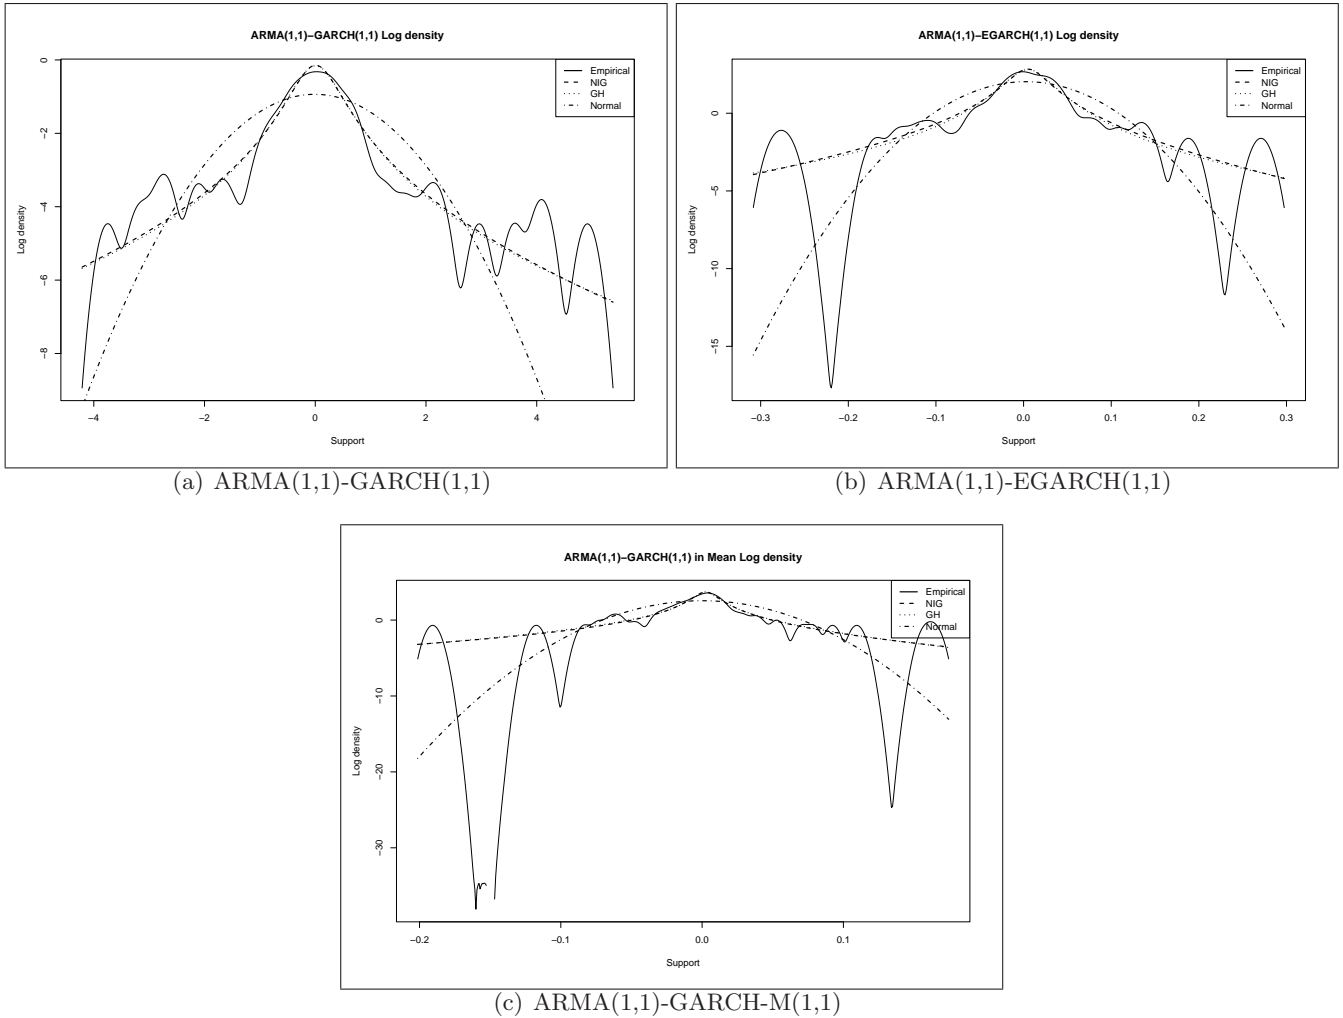 ARMA(1,1)−GARCH(1,1) Log density
Log density
0
−2
−4
−6
−8
Empirical
NIG
GH
Normal
−4 −2 0 2 4
Support
(a) ARMA(1,1)-GARCH(1,1)
ARMA(1,1)−EGARCH(1,1) Log density
Log density
0
−5
−10
−15
Empirical
NIG
GH
Normal
−0.3 −0.2 −0.1 0.0 0.1 0.2 0.3
Support
(b) ARMA(1,1)-EGARCH(1,1)
ARMA(1,1)−GARCH(1,1) in Mean Log density
Log density
0
−10
−20
−30
Empirical
NIG
GH
Normal
−0.2 −0.1 0.0 0.1
Support
(c) ARMA(1,1)-GARCH-M(1,1)